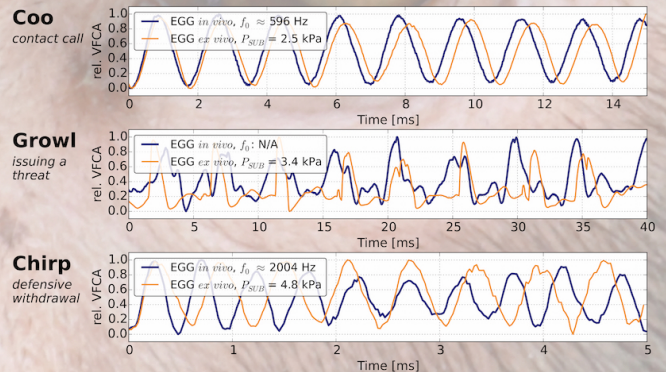 Coo
contact call
rel. VFCA
1.0
0.8
0.6
0.4
0.2
0.0
EGG in vivo, f0 ≈ 596 Hz
EGG ex vivo, PSUB = 2.5 kPa
0 2 4 6 8 10 12 14
Time [ms]
Growl
issuing a
threat
rel. VFCA
1.0
0.8
0.6
0.4
0.2
0.0
EGG in vivo, f0: N/A
EGG ex vivo, PSUB = 3.4 kPa
0 5 10 15 20 25 30 35 40
Time [ms]
Chirp
defensive
withdrawal
rel. VFCA
1.0
0.8
0.6
0.4
0.2
0.0
EGG in vivo, f0 ≈ 2004 Hz
EGG ex vivo, PSUB = 4.8 kPa
0 1 2 3 4 5
Time [ms]